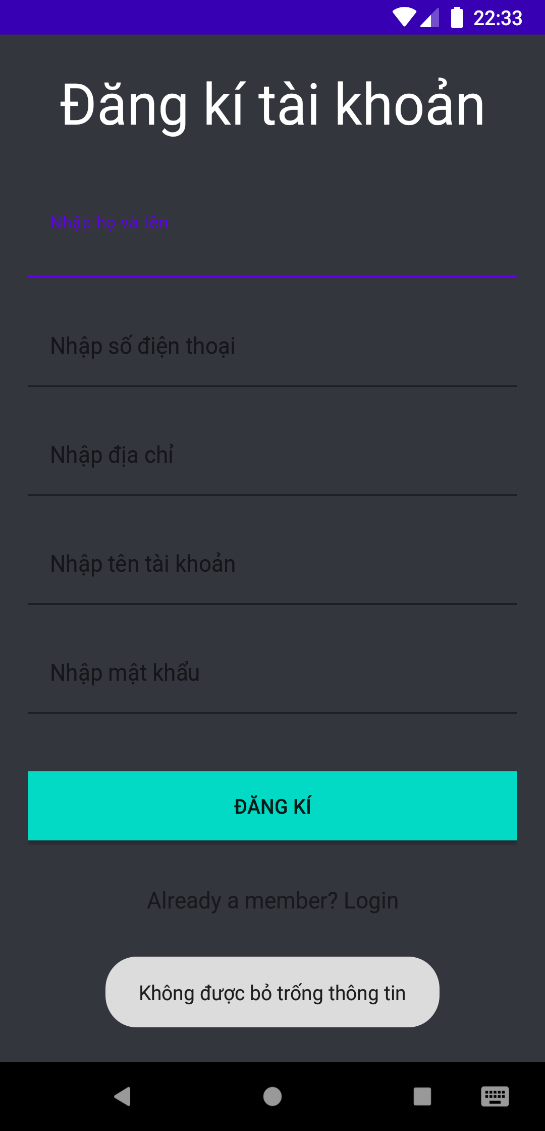 22:33
Đăng kí tài khoản
Nhập họ và tên
Nhập số điện thoại
Nhập địa chỉ
Nhập tên tài khoản
Nhập mật khẩu
ĐĂNG KÍ
Already a member? Login
Không được bỏ trống thông tin